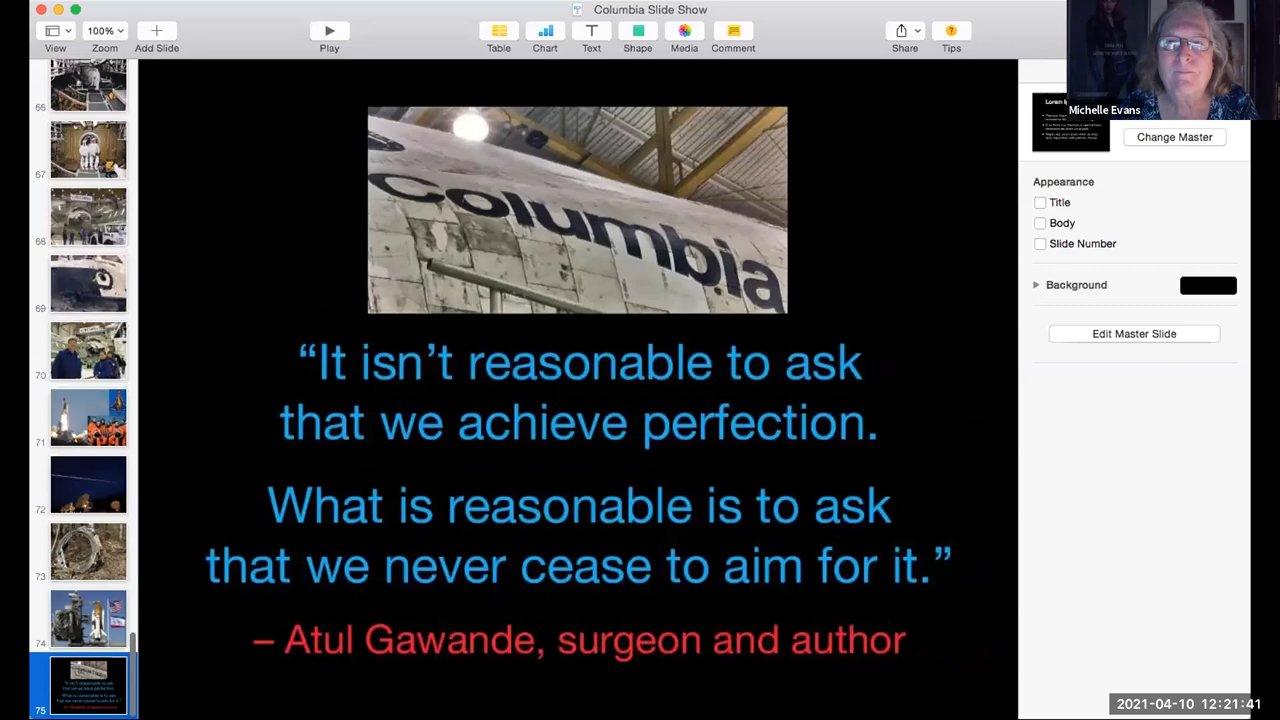 Columbia Slide Show
View
100%
Zoom
Add Slide
Play
Table
Chart
Text
Shape
Media
Comment
Share
Tips
Michelle Evans
Change Master
Appearance
Title
Body
Slide Number
Background
Edit Master Slide
66
67
68
69
70
71
72
73
74
75
Columbia
“It isn’t reasonable to ask
that we achieve perfection.
What is reasonable is to ask
that we never cease to aim for it.”
– Atul Gawande, surgeon and author
2021-04-10 12:21:41